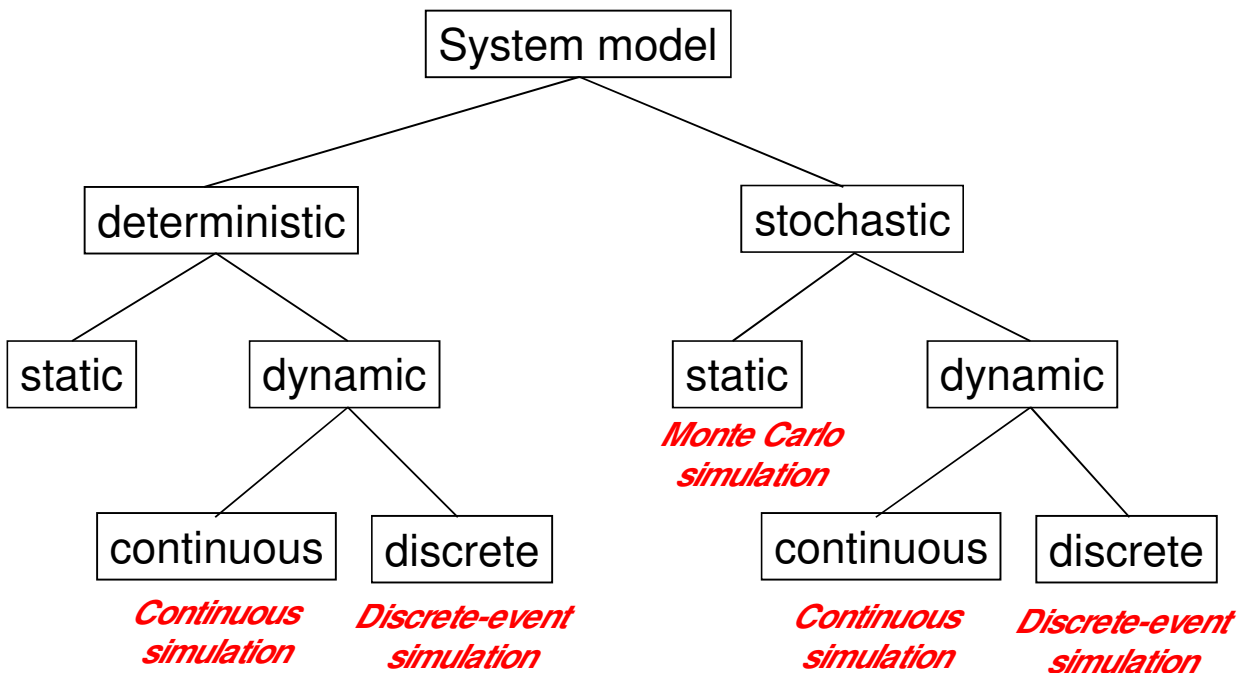 System model
deterministic
stochastic
static
dynamic
static
dynamic
Monte Carlo
simulation
continuous
discrete
continuous
discrete
Continuous
simulation
Discrete-event
simulation
Continuous
simulation
Discrete-event
simulation